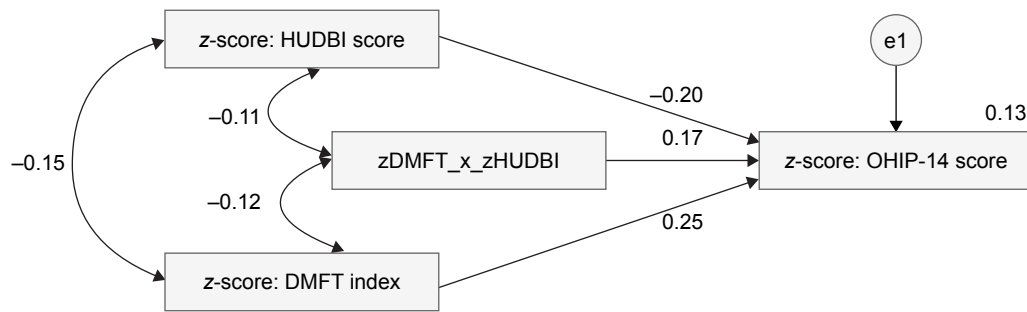 z-score: HUDBI score
e1
–0.20
0.13
–0.11
0.17
–0.15
zDMFT_x_zHUDBI
z-score: OHIP-14 score
–0.12
0.25
z-score: DMFT index